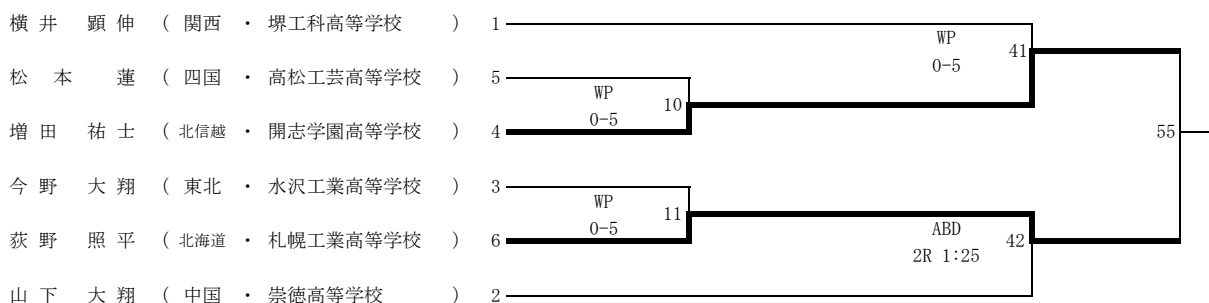 横井 顕伸 ( 関西 ・ 堺工科高等学校 ) 1
WP
0-5
41
松本 蓮 ( 四国 ・ 高松工芸高等学校 ) 5
WP
0-5
10
増田 祐士 ( 北信越 ・ 開志学園高等学校 ) 4
55
今野 大翔 ( 東北 ・ 水沢工業高等学校 ) 3
WP
0-5
11
荻野 照平 ( 北海道 ・ 札幌工業高等学校 ) 6
ABD
2R 1:25
42
山下 大翔 ( 中国 ・ 崇徳高等学校 ) 2